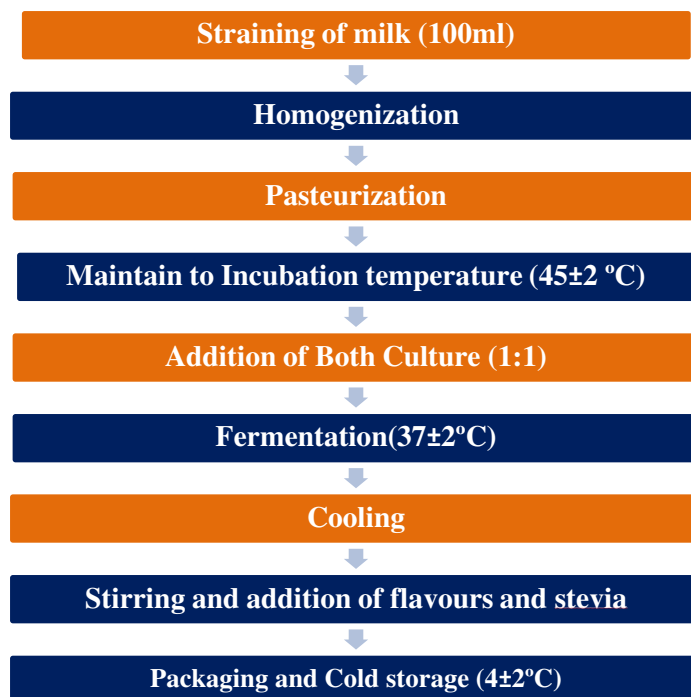 Straining of milk (100ml)
Homogenization
Pasteurization
Maintain to Incubation temperature (45±2 ºC)
Addition of Both Culture (1:1)
Fermentation(37±2ºC)
Cooling
Stirring and addition of flavours and stevia
Packaging and Cold storage (4±2ºC)